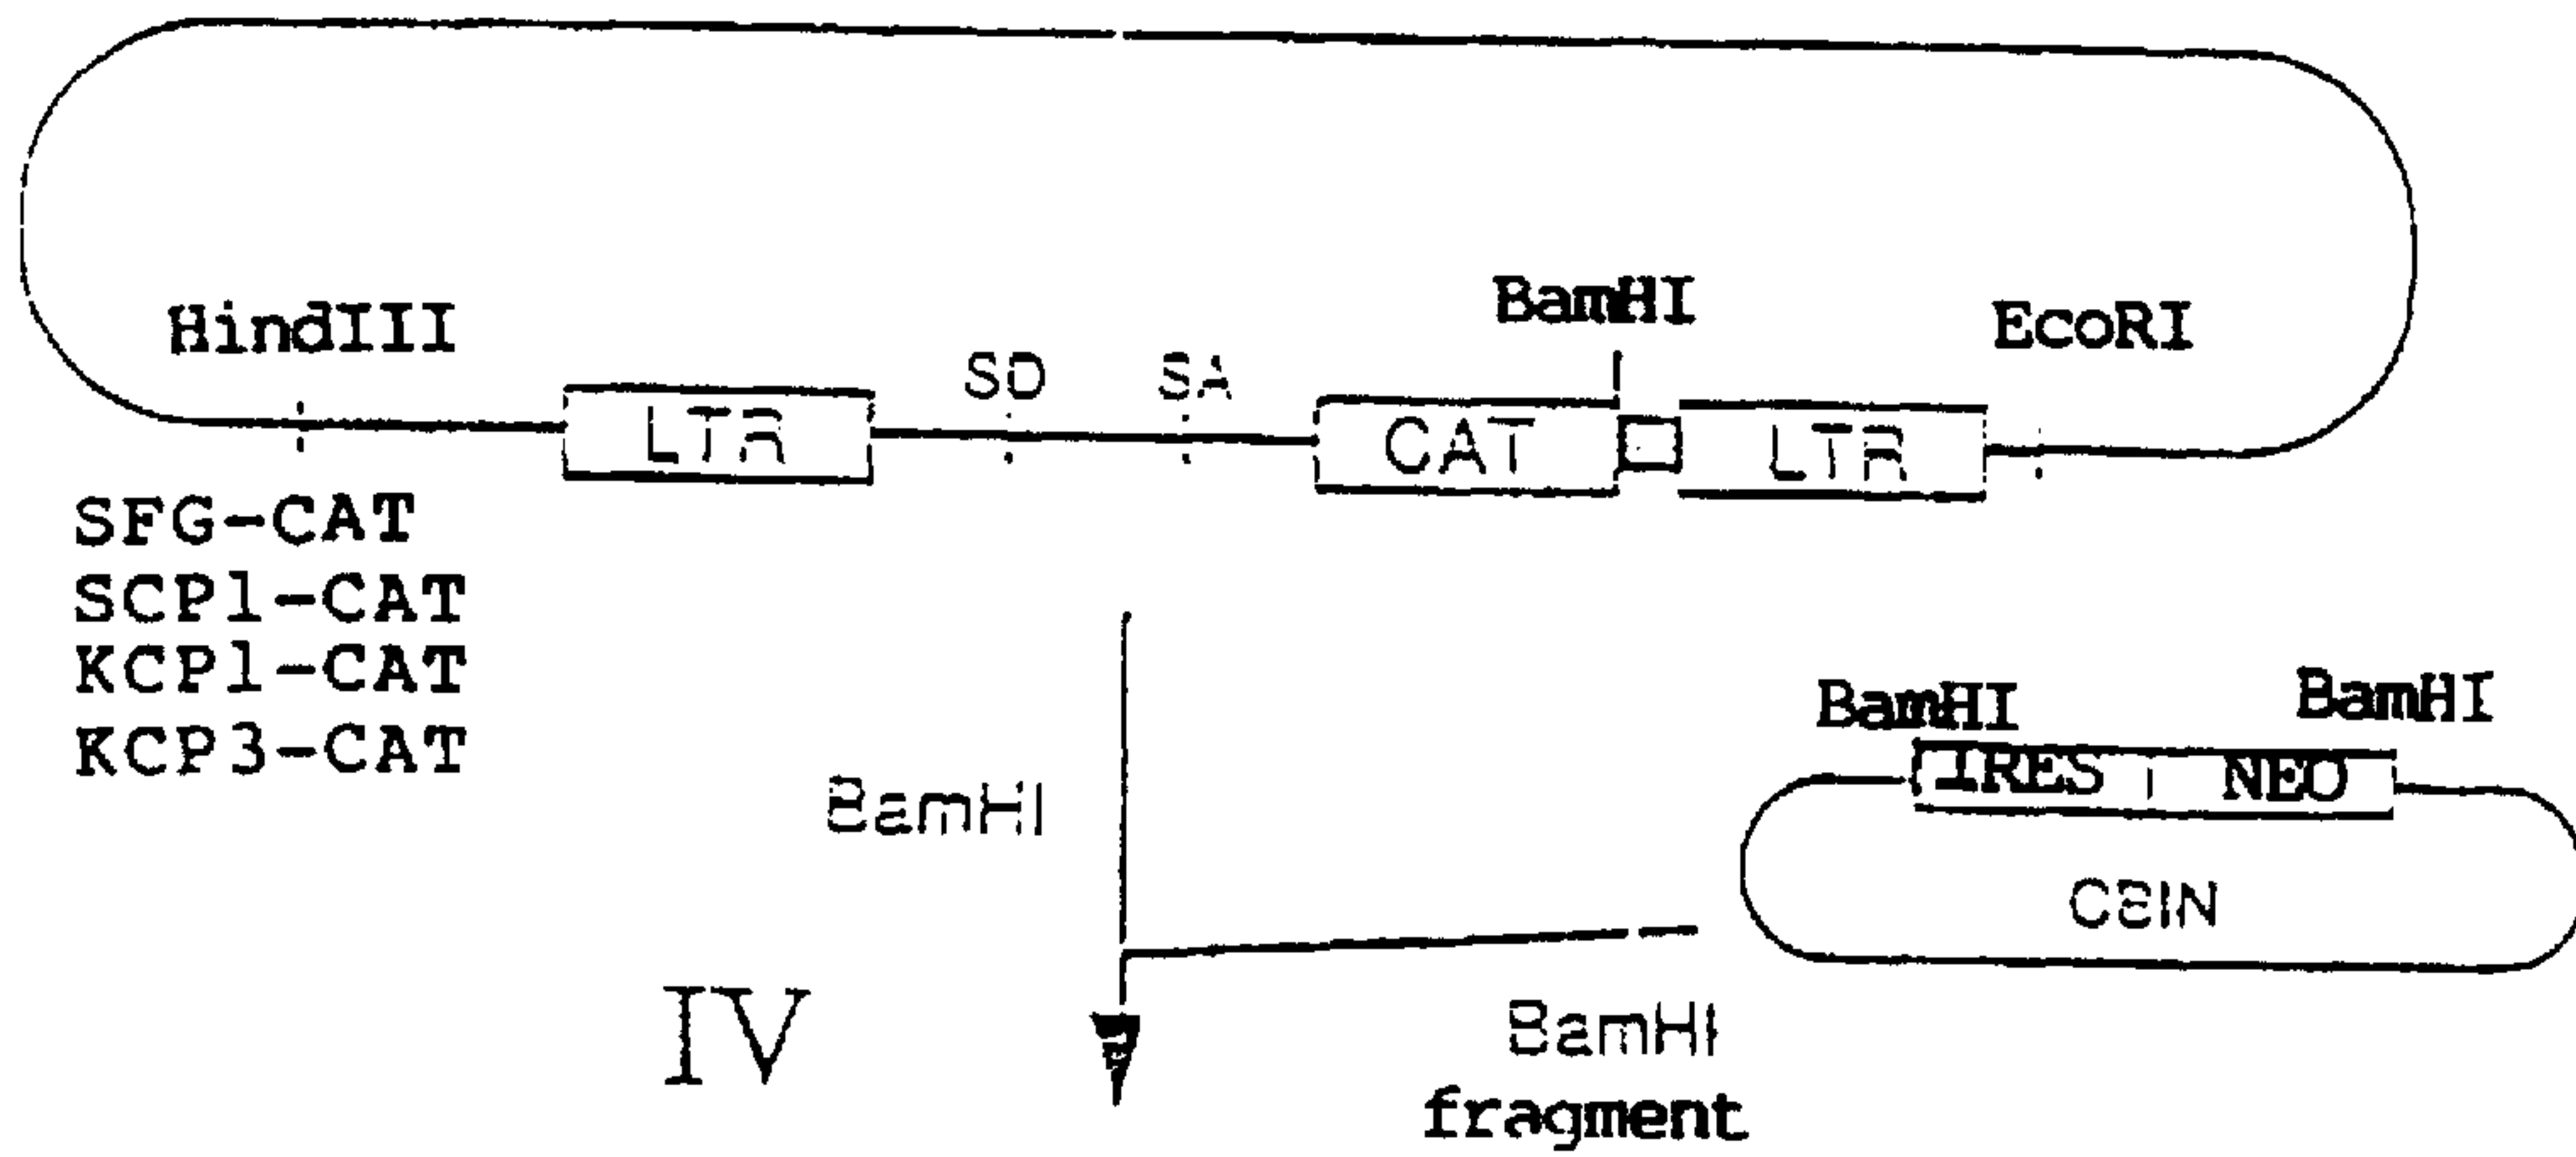 HindIII
BamHI
EcoRI
SD
SA
LTR
CAT
LTR
SFG-CAT
SCP1-CAT
KCP1-CAT
KCP3-CAT
BamHI
BamHI
IRES
NEO
BamHI
CBIN
IV
BamHI
fragment